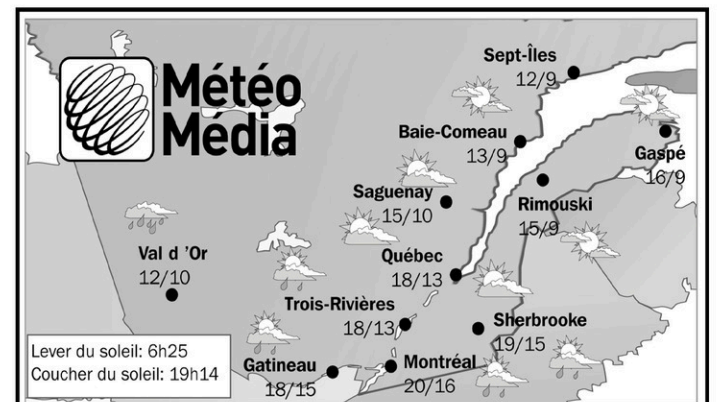 Météo
Média
Sept-Îles
12/9
Baie-Comeau
13/9
Gaspé
16/9
Saguenay
15/10
Rimouski
15/9
Val d 'Or
12/10
Québec
18/13
Trois-Rivières
18/13
Sherbrooke
19/15
Gatineau
18/15
Montréal
20/16
Lever du soleil: 6h25
Coucher du soleil: 19h14